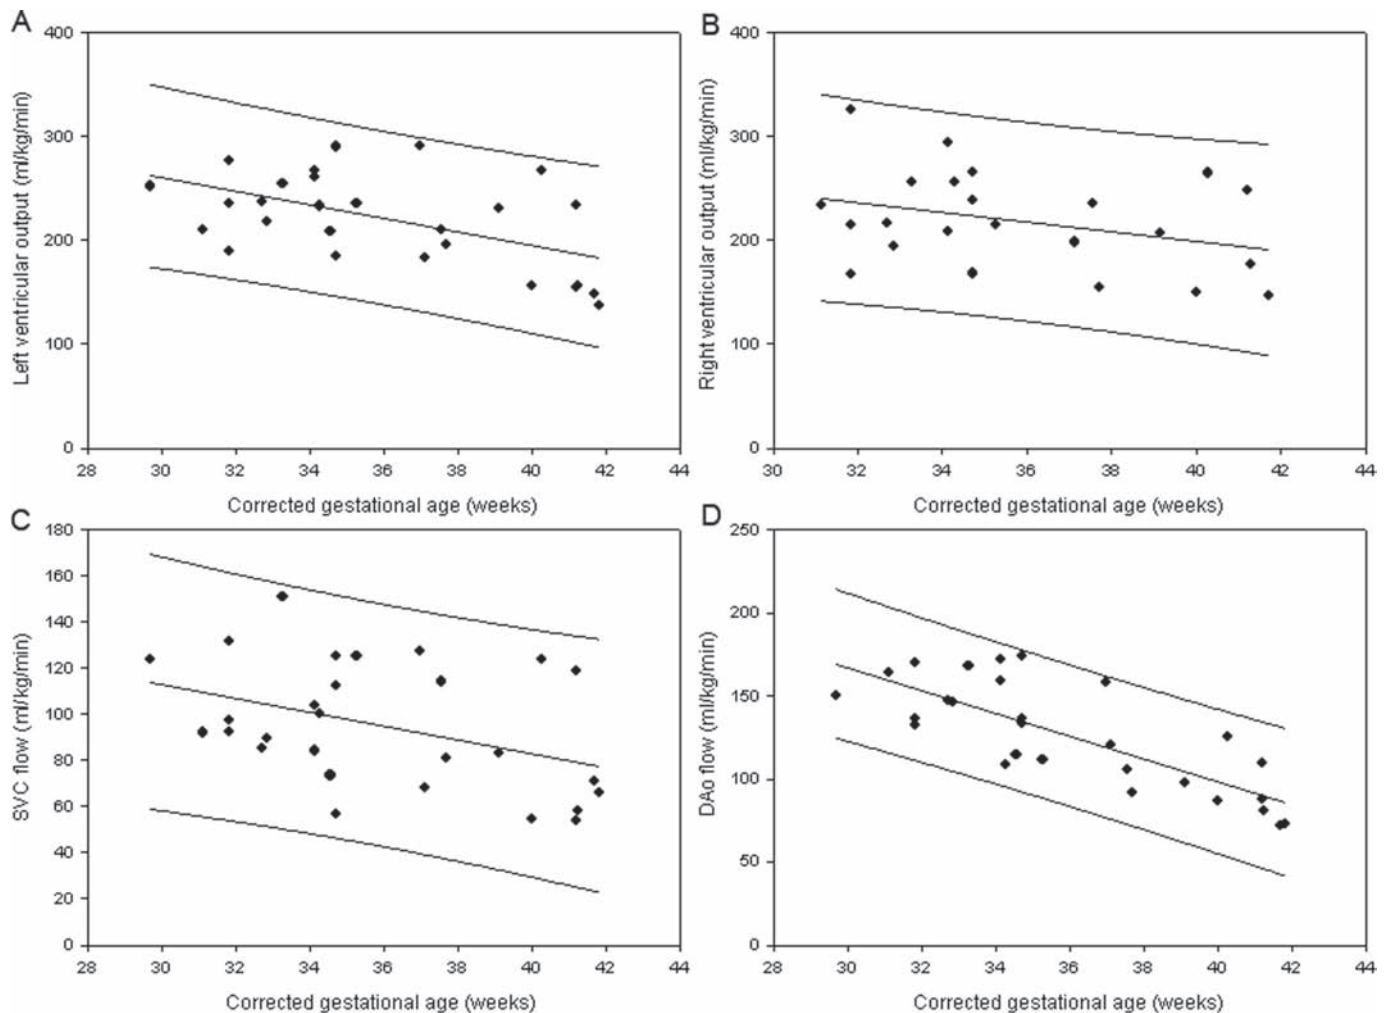 A
Left ventricular output (ml/kg/min)
400
300
200
100
0
28 30 32 34 36 38 40 42 44
Corrected gestational age (weeks)
B
Right ventricular output (ml/kg/min)
400
300
200
100
0
30 32 34 36 38 40 42 44
Corrected gestational age (weeks)
C
SVC flow (ml/kg/min)
180
160
140
120
100
80
60
40
20
0
28 30 32 34 36 38 40 42 44
Corrected gestational age (weeks)
D
DAo flow (ml/kg/min)
250
200
150
100
50
0
28 30 32 34 36 38 40 42 44
Corrected gestational age (weeks)